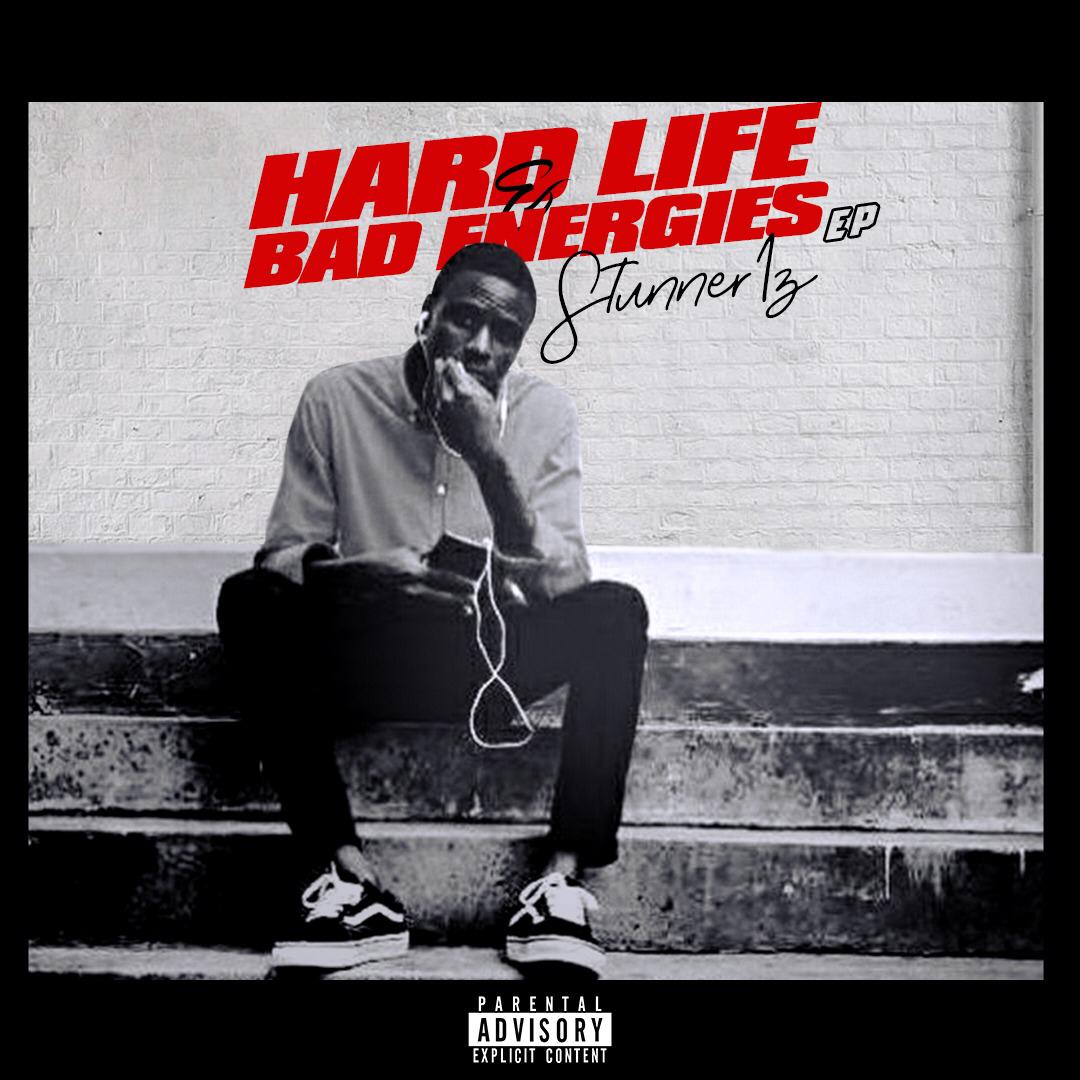 HARD LIFE
&
BAD ENERGIES EP
Stunner1z
PARENTAL
ADVISORY
EXPLICIT CONTENT